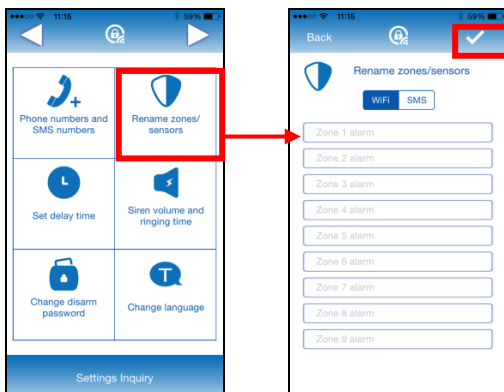 11:15
59%
Phone numbers and
SMS numbers
Rename zones/
sensors
L
Set delay time
Siren volume and
ringing time
Change disarm
password
T
Change language
Settings Inquiry
11:15
59%
Back
Rename zones/sensors
WiFi
SMS
Zone 1 alarm
Zone 2 alarm
Zone 3 alarm
Zone 4 alarm
Zone 5 alarm
Zone 6 alarm
Zone 7 alarm
Zone 8 alarm
Zone 9 alarm